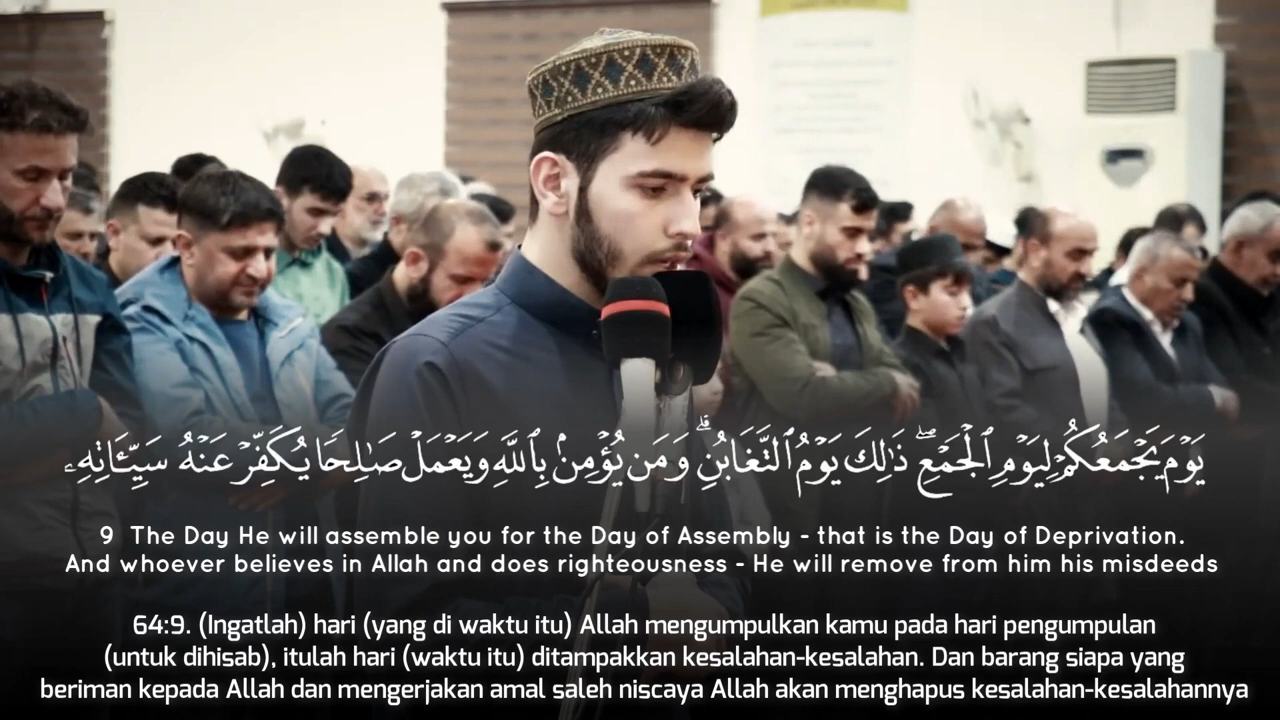 يَوْمَ يَجْمَعُكُمْ لِيَوْمِ ٱلْجَمْعِ ۖ ذَٰلِكَ يَوْمُ ٱلتَّغَابُنِ ۗ وَمَن يُؤْمِنۢ بِٱللَّهِ وَيَعْمَلْ صَـٰلِحًا يُكَفِّرْ عَنْهُ سَيِّـَٔاتِهِۦ
9 The Day He will assemble you for the Day of Assembly - that is the Day of Deprivation.
And whoever believes in Allah and does righteousness - He will remove from him his misdeeds
64:9. (Ingatlah) hari (yang di waktu itu) Allah mengumpulkan kamu pada hari pengumpulan
(untuk dihisab), itulah hari (waktu itu) ditampakkan kesalahan-kesalahan. Dan barang siapa yang
beriman kepada Allah dan mengerjakan amal saleh niscaya Allah akan menghapus kesalahan-kesalahannya